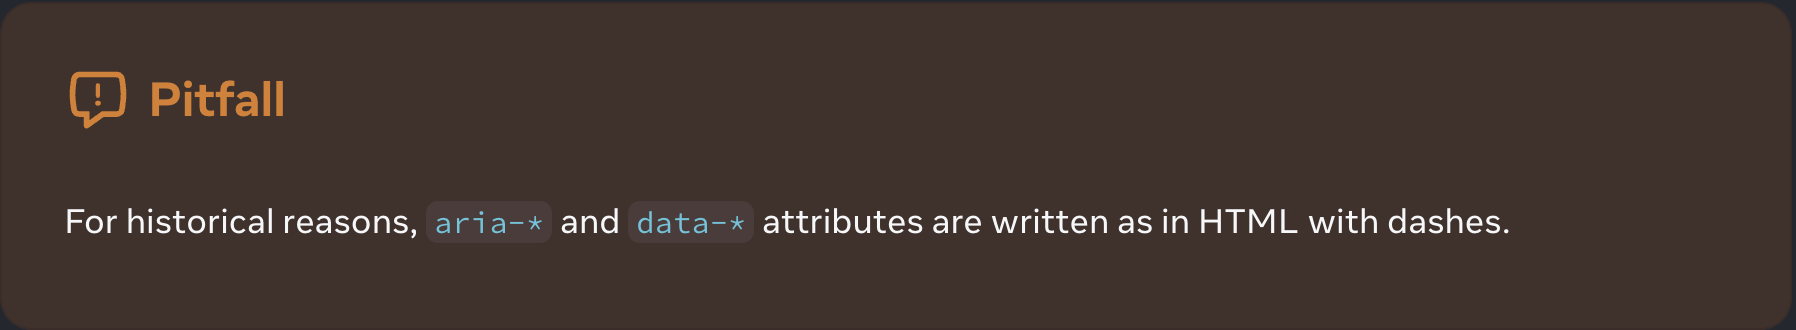 Pitfall
For historical reasons, aria-* and data-* attributes are written as in HTML with dashes.